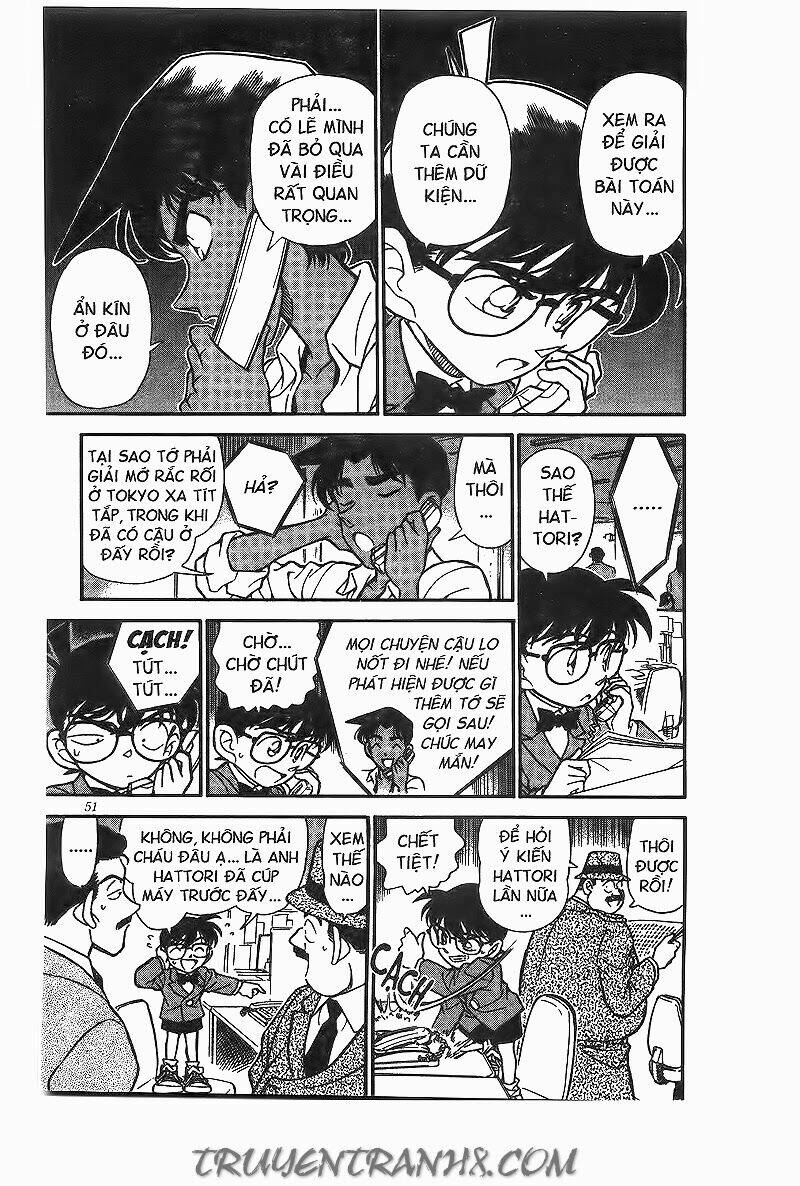 XEM RA
ĐỂ GIẢI
ĐƯỢC
BÀI TOÁN
NÀY...
CHÚNG
TA CẦN
THÊM DỮ
KIỆN...
PHẢI...
CÓ LẼ MÌNH
ĐÃ BỎ QUA
VÀI ĐIỀU
RẤT QUAN
TRỌNG...
ẨN KÍN
Ở ĐÂU
ĐÓ...
......
SAO
THẾ
HAT-
TORI?
MÀ
THÔI
...
HẢ?
TẠI SAO TỚ PHẢI
GIẢI MỚ RẮC RỐI
Ở TOKYO XA TÍT
TẮP, TRONG KHI
ĐÃ CÓ CẬU Ở
ĐẤY RỒI?
MỌI CHUYỆN CẬU LO
NỐT ĐI NHÉ! NẾU
PHÁT HIỆN ĐƯỢC GÌ
THÊM TỚ SẼ
GỌI SAU!
CHÚC MAY
MẮN!
CHỜ...
CHỜ CHÚT
ĐÃ!
CẠCH!
TÚT...
TÚT...
51
THÔI
ĐƯỢC
RỒI!
ĐỂ HỎI
Ý KIẾN
HATTORI
LẦN NỮA
...
CHẾT
TIỆT!
CẠCH
XEM
THẾ
NÀO
...
KHÔNG, KHÔNG PHẢI
CHÁU ĐÂU Ạ... LÀ ANH
HATTORI ĐÃ CÚP
MÁY TRƯỚC ĐẤY...
......
TRUYENTRANH8.COM